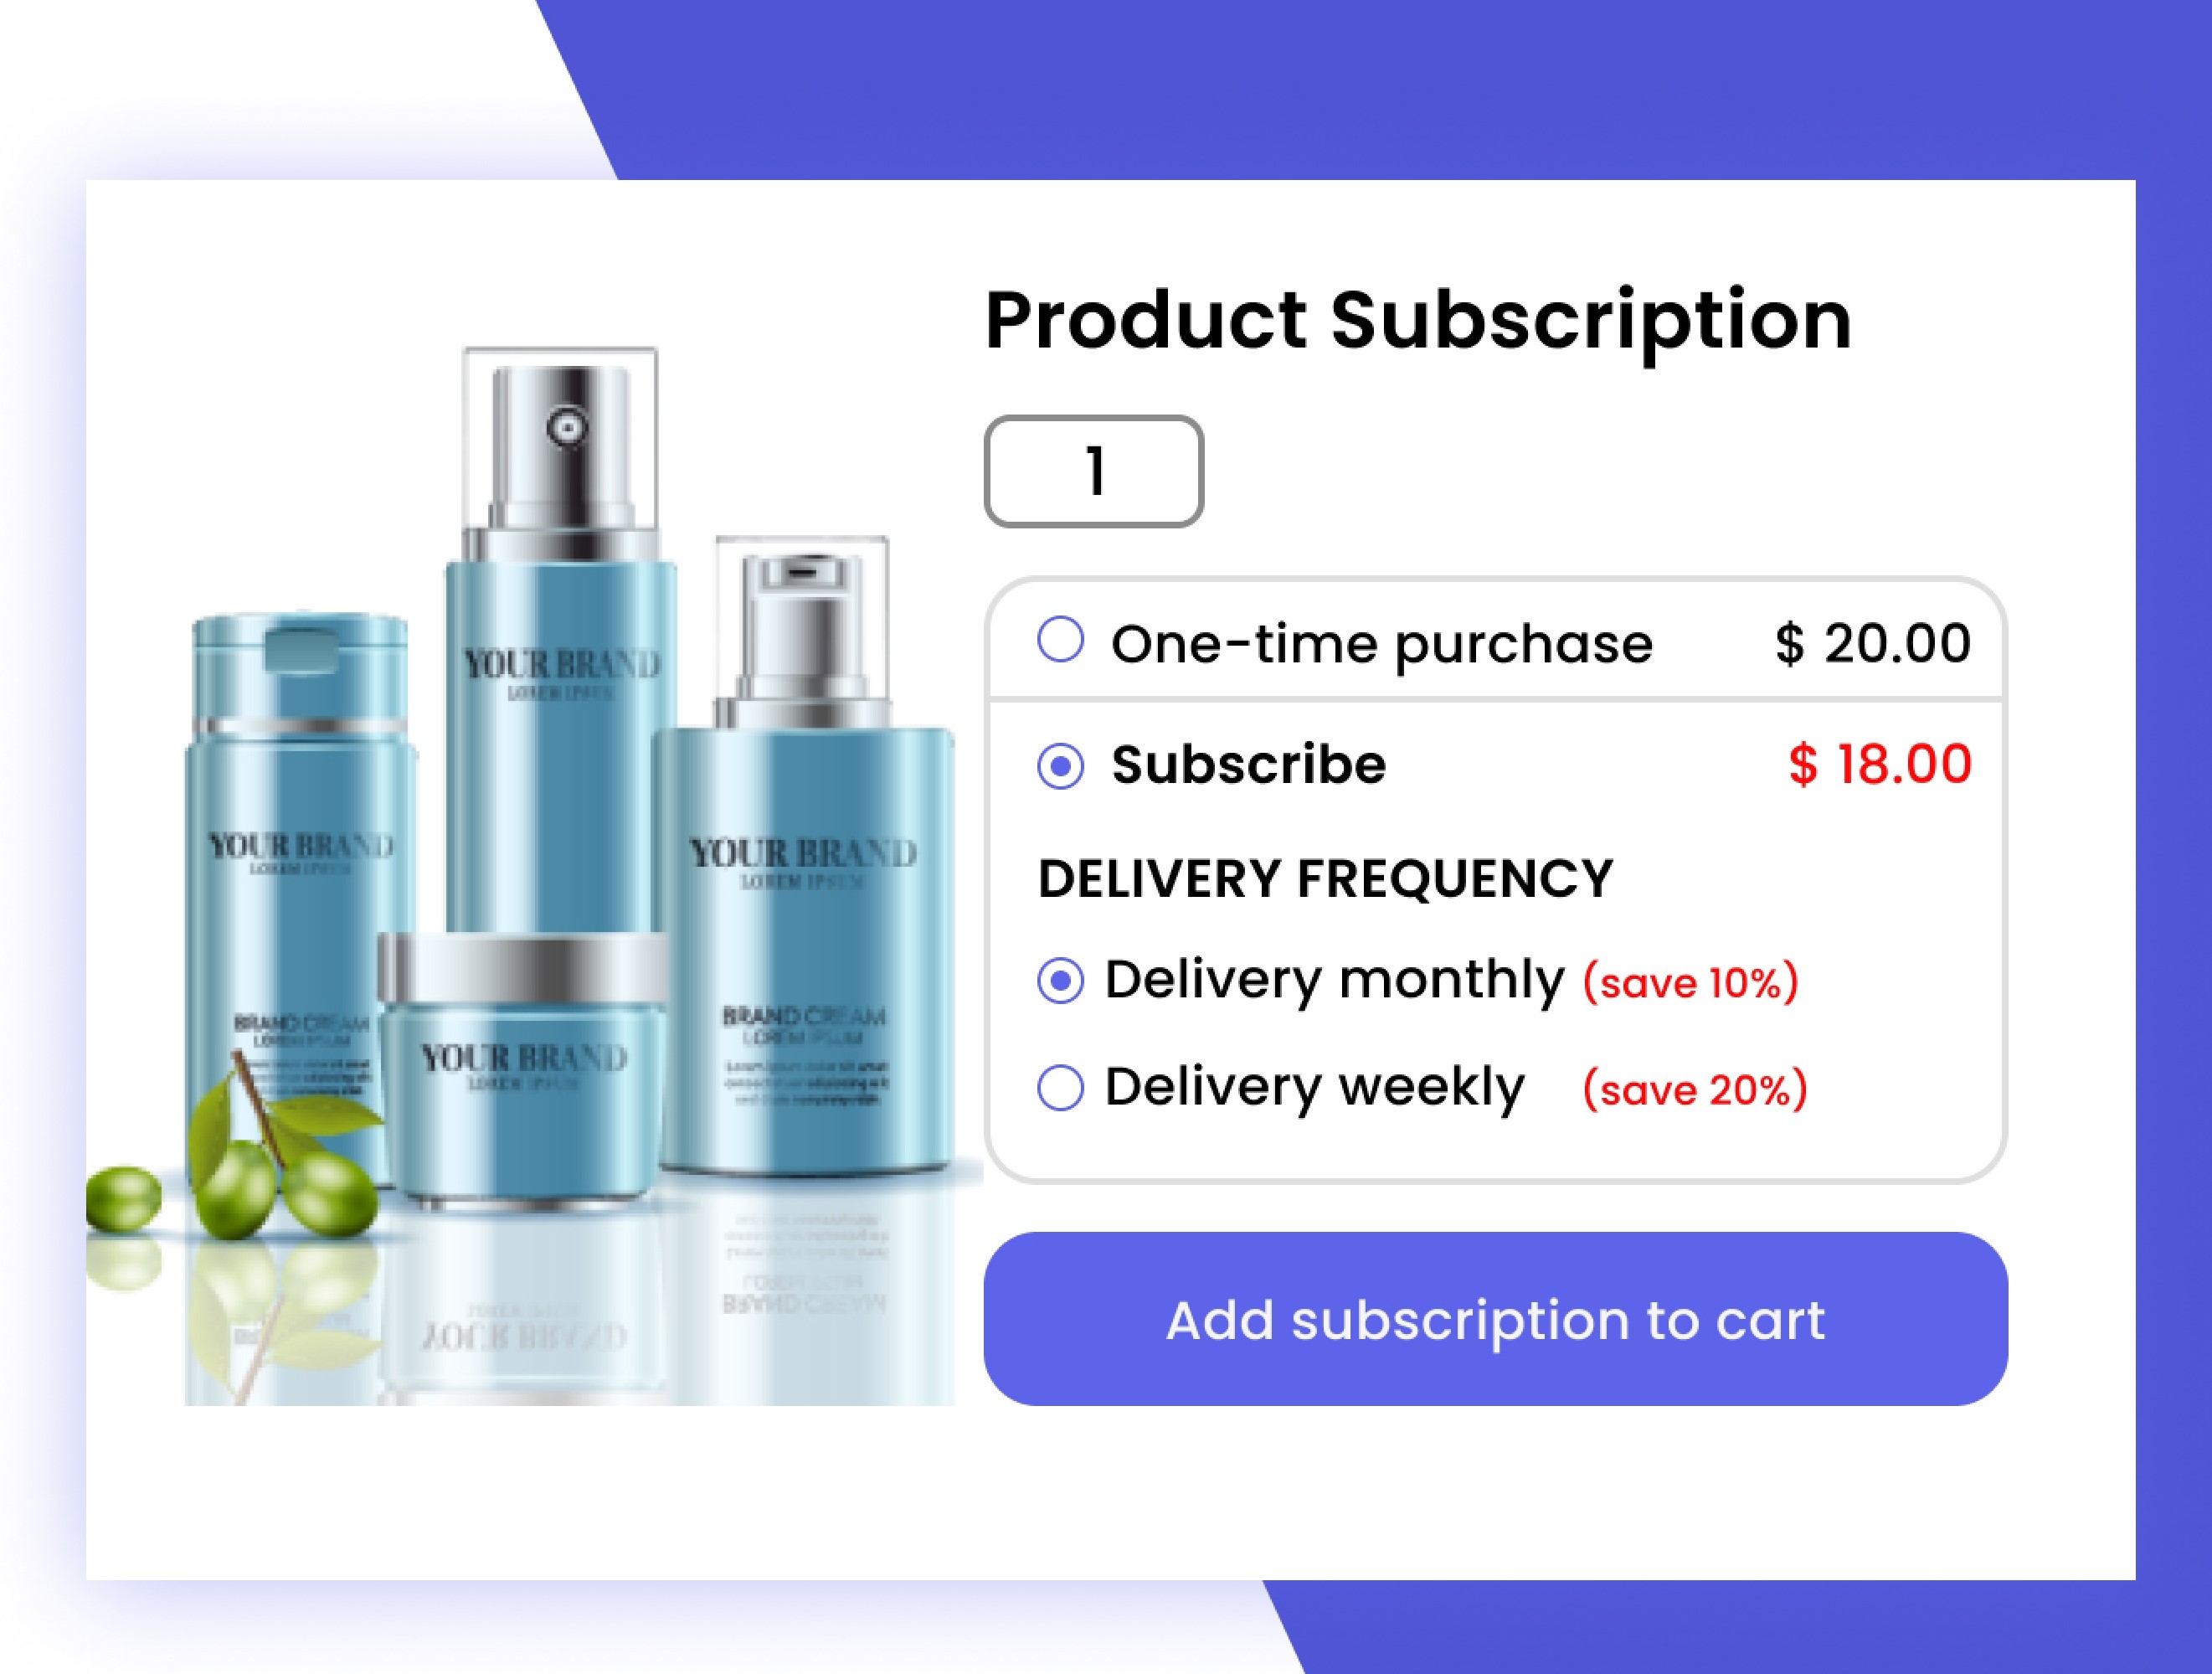 Product Subscription
1
One-time purchase $ 20.00
Subscribe $ 18.00
DELIVERY FREQUENCY
Delivery monthly (save 10%)
Delivery weekly (save 20%)
Add subscription to cart
YOUR BRAND
LOREM IPSUM
YOUR BRAND
LOREM IPSUM
BRAND CREAM
LOREM IPSUM
YOUR BRAND
LOREM IPSUM
BRAND CREAM
LOREM IPSUM
YOUR BRAND
LOREM IPSUM